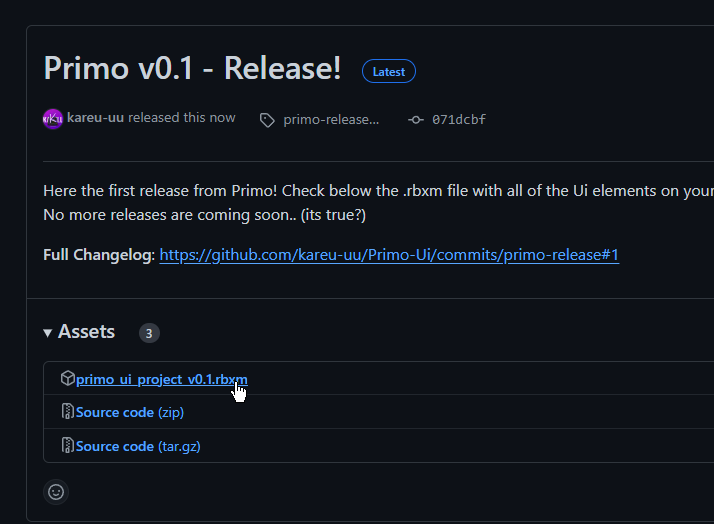 Primo v0.1 - Release! Latest
kareu-uu released this now primo-release... 071dcbf
Here the first release from Primo! Check below the .rbxm file with all of the Ui elements on your
No more releases are coming soon.. (its true?)
Full Changelog: https://github.com/kareu-uu/Primo-Ui/commits/primo-release#1
Assets 3
primo_ui_project_v0.1.rbxm
Source code (zip)
Source code (tar.gz)